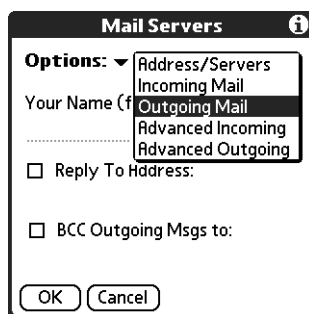 Mail Servers
Options:
Address/Servers
Incoming Mail
Your Name (f
Outgoing Mail
Advanced Incoming
Advanced Outgoing
Reply To Address:
BCC Outgoing Msgs to:
OK
Cancel